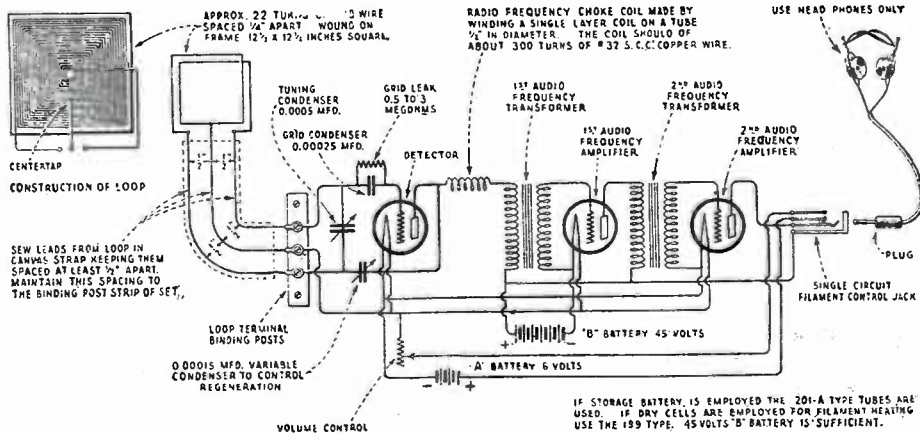 APPROX. 22 TURNS WIRE
SPACED ¼" APART WOUND ON
FRAME 12½ X 12½ INCHES SQUARE.
CENTERTAP
CONSTRUCTION OF LOOP
SEW LEADS FROM LOOP IN
CANVAS STRAP KEEPING THEM
SPACED AT LEAST ½" APART.
MAINTAIN THIS SPACING TO
THE BINDING POST STRIP OF SET.
TUNING
CONDENSER
0.0005 MFD.
GRID CONDENSER
0.00025 MFD.
GRID LEAK
0.5 TO 3
MEGOHMS
DETECTOR
RADIO FREQUENCY CHOKE COIL MADE BY
WINDING A SINGLE LAYER COIL ON A TUBE
IN DIAMETER. THE COIL SHOULD OF
ABOUT 300 TURNS OF #32 S.C.C. COPPER WIRE.
1ST AUDIO
FREQUENCY
TRANSFORMER
1ST AUDIO
FREQUENCY
AMPLIFIER
2ND AUDIO
FREQUENCY
TRANSFORMER
2ND AUDIO
FREQUENCY
AMPLIFIER
USE HEAD PHONES ONLY
PLUG
SINGLE CIRCUIT
FILAMENT CONTROL JACK
LOOP TERMINAL
BINDING POSTS
0.00015 MFD. VARIABLE
CONDENSER TO CONTROL
REGENERATION
VOLUME CONTROL
+ -
"B" BATTERY 45 VOLTS
- +
"A" BATTERY 6 VOLTS
IF STORAGE BATTERY, IS EMPLOYED THE 201-A TYPE TUBES ARE
USED. IF DRY CELLS ARE EMPLOYED FOR FILAMENT HEATING
USE THE 199 TYPE. 45 VOLTS "B" BATTERY IS SUFFICIENT.